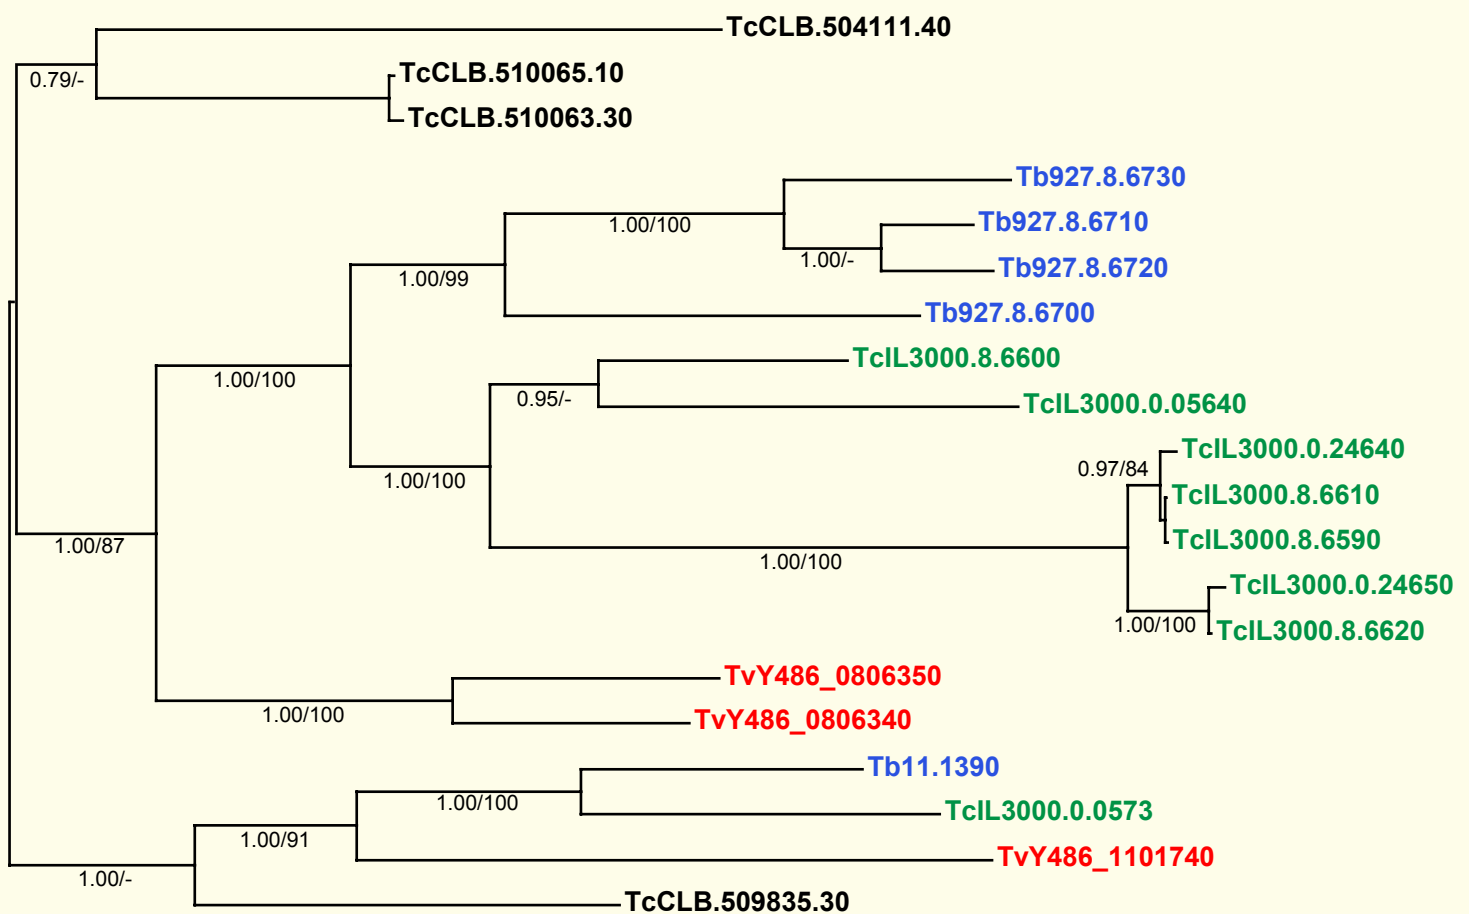 TcCLB.504111.40
TcCLB.510065.10
0.79/-
TcCLB.510063.30
Tb927.8.6730
Tb927.8.6710
1.00/100
1.00/-
Tb927.8.6720
1.00/99
Tb927.8.6700
TcIL3000.8.6600
1.00/100
0.95/-
TcIL3000.0.05640
TcIL3000.0.24640
0.97/84
1.00/100
TcIL3000.8.6610
TcIL3000.8.6590
1.00/87
1.00/100
TcIL3000.0.24650
1.00/100
TcIL3000.8.6620
TvY486_0806350
1.00/100
TvY486_0806340
Tb11.1390
1.00/100
TcIL3000.0.0573
1.00/91
TvY486_1101740
1.00/-
TcCLB.509835.30